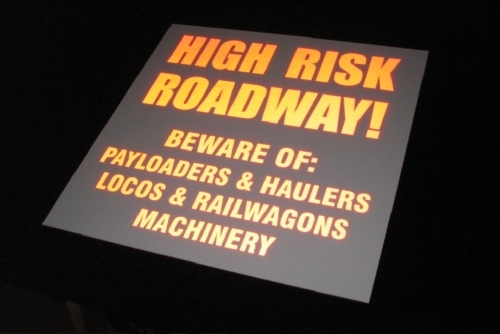 HIGH RISK
ROADWAY!
BEWARE OF:
PAYLOADERS & HAULERS
LOCOS & RAILWAGONS
MACHINERY